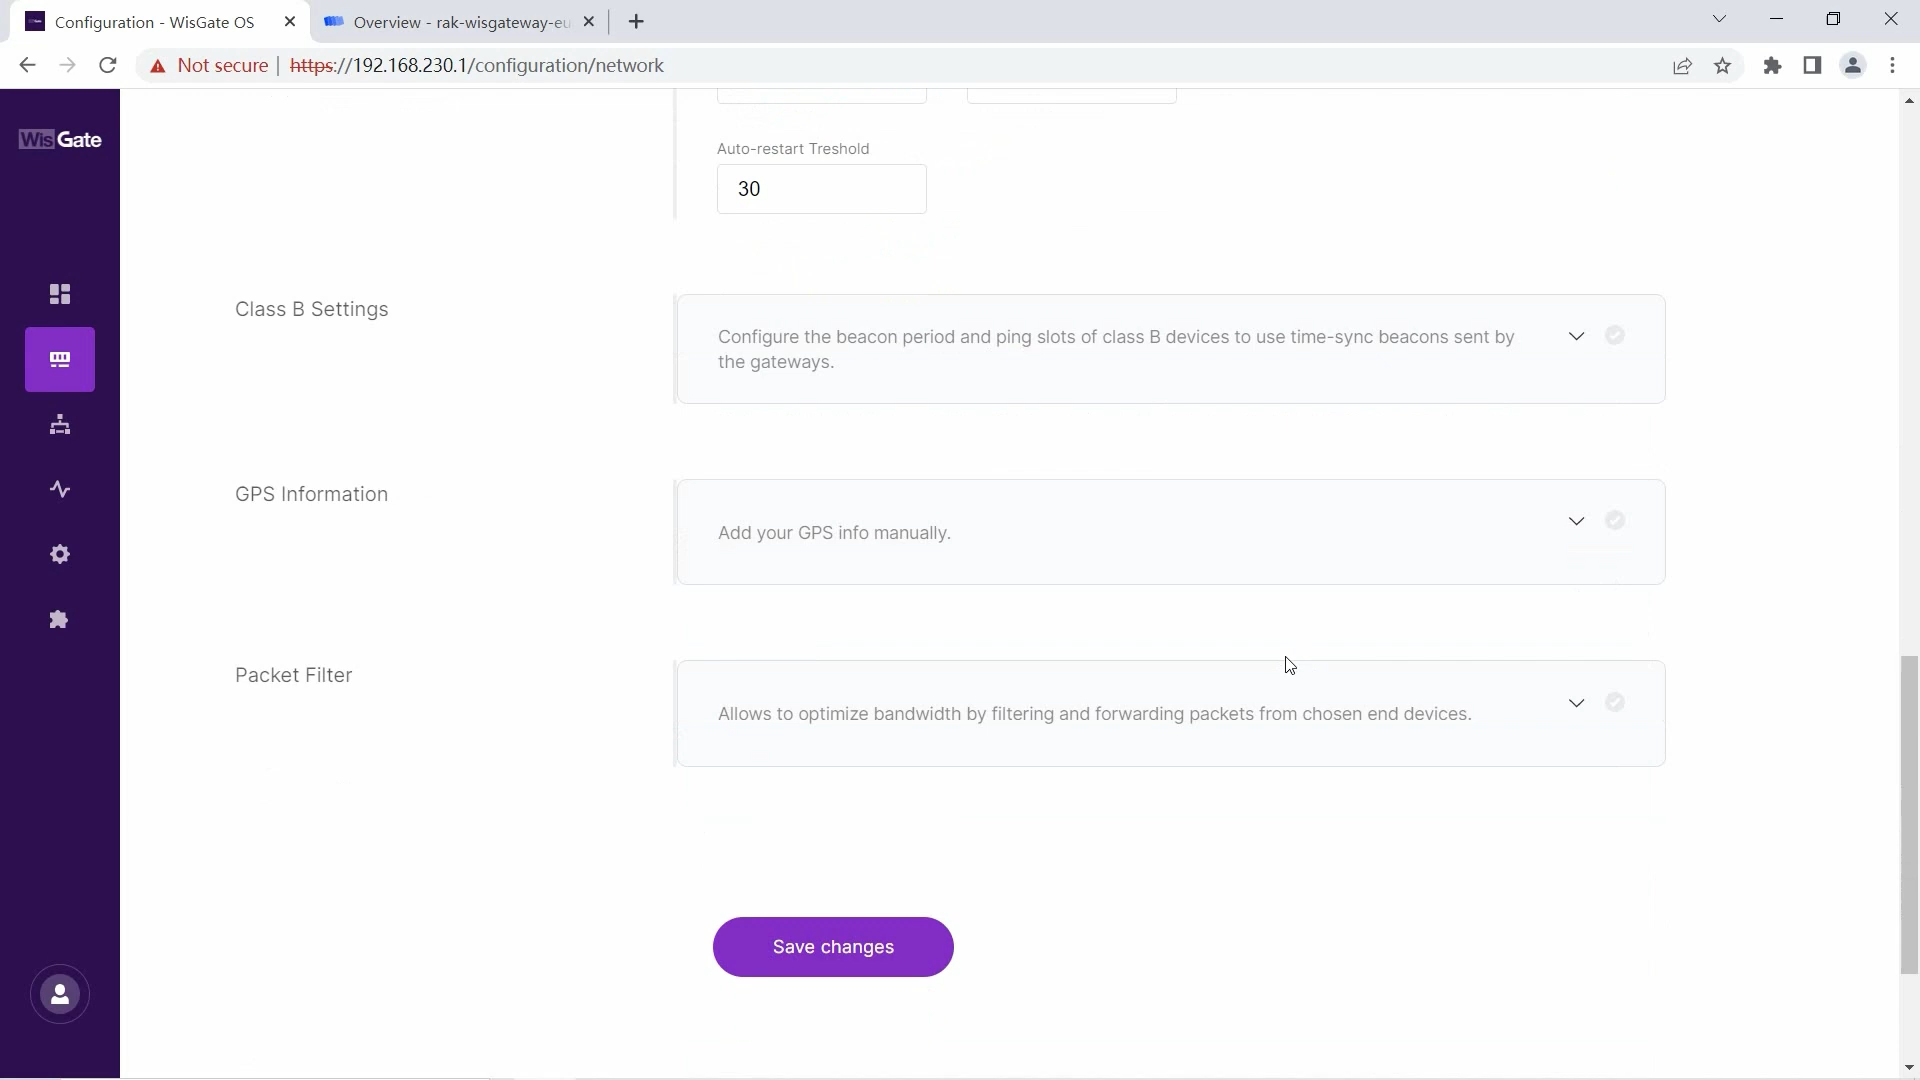 Configuration - WisGate OS
Overview - rak-wisgateway-eu
Not secure
https://192.168.230.1/configuration/network
WisGate
Auto-restart Treshold
30
Class B Settings
Configure the beacon period and ping slots of class B devices to use time-sync beacons sent by
the gateways.
GPS Information
Add your GPS info manually.
Packet Filter
Allows to optimize bandwidth by filtering and forwarding packets from chosen end devices.
Save changes